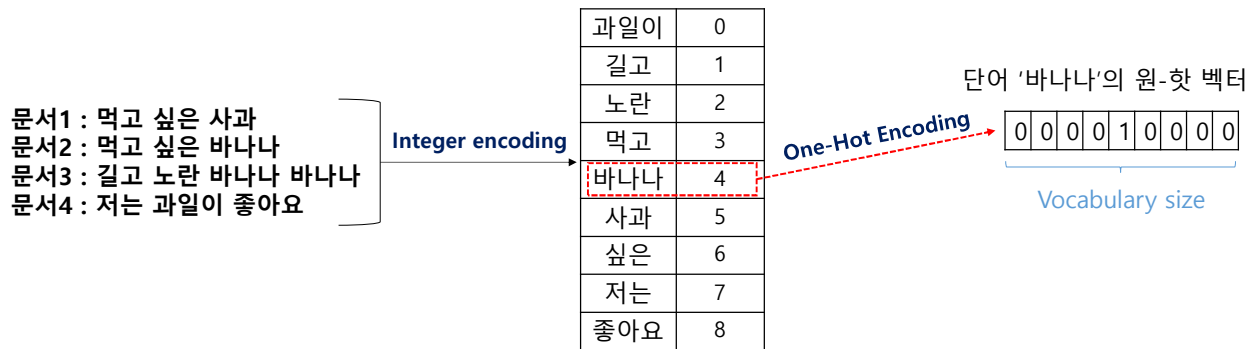 문서1 : 먹고 싶은 사과
문서2 : 먹고 싶은 바나나
문서3 : 길고 노란 바나나 바나나
문서4 : 저는 과일이 좋아요
Integer encoding
과일이 0
길고 1
노란 2
먹고 3
바나나 4
사과 5
싶은 6
저는 7
좋아요 8
One-Hot Encoding
단어 '바나나'의 원-핫 벡터
0 0 0 0 1 0 0 0 0
Vocabulary size